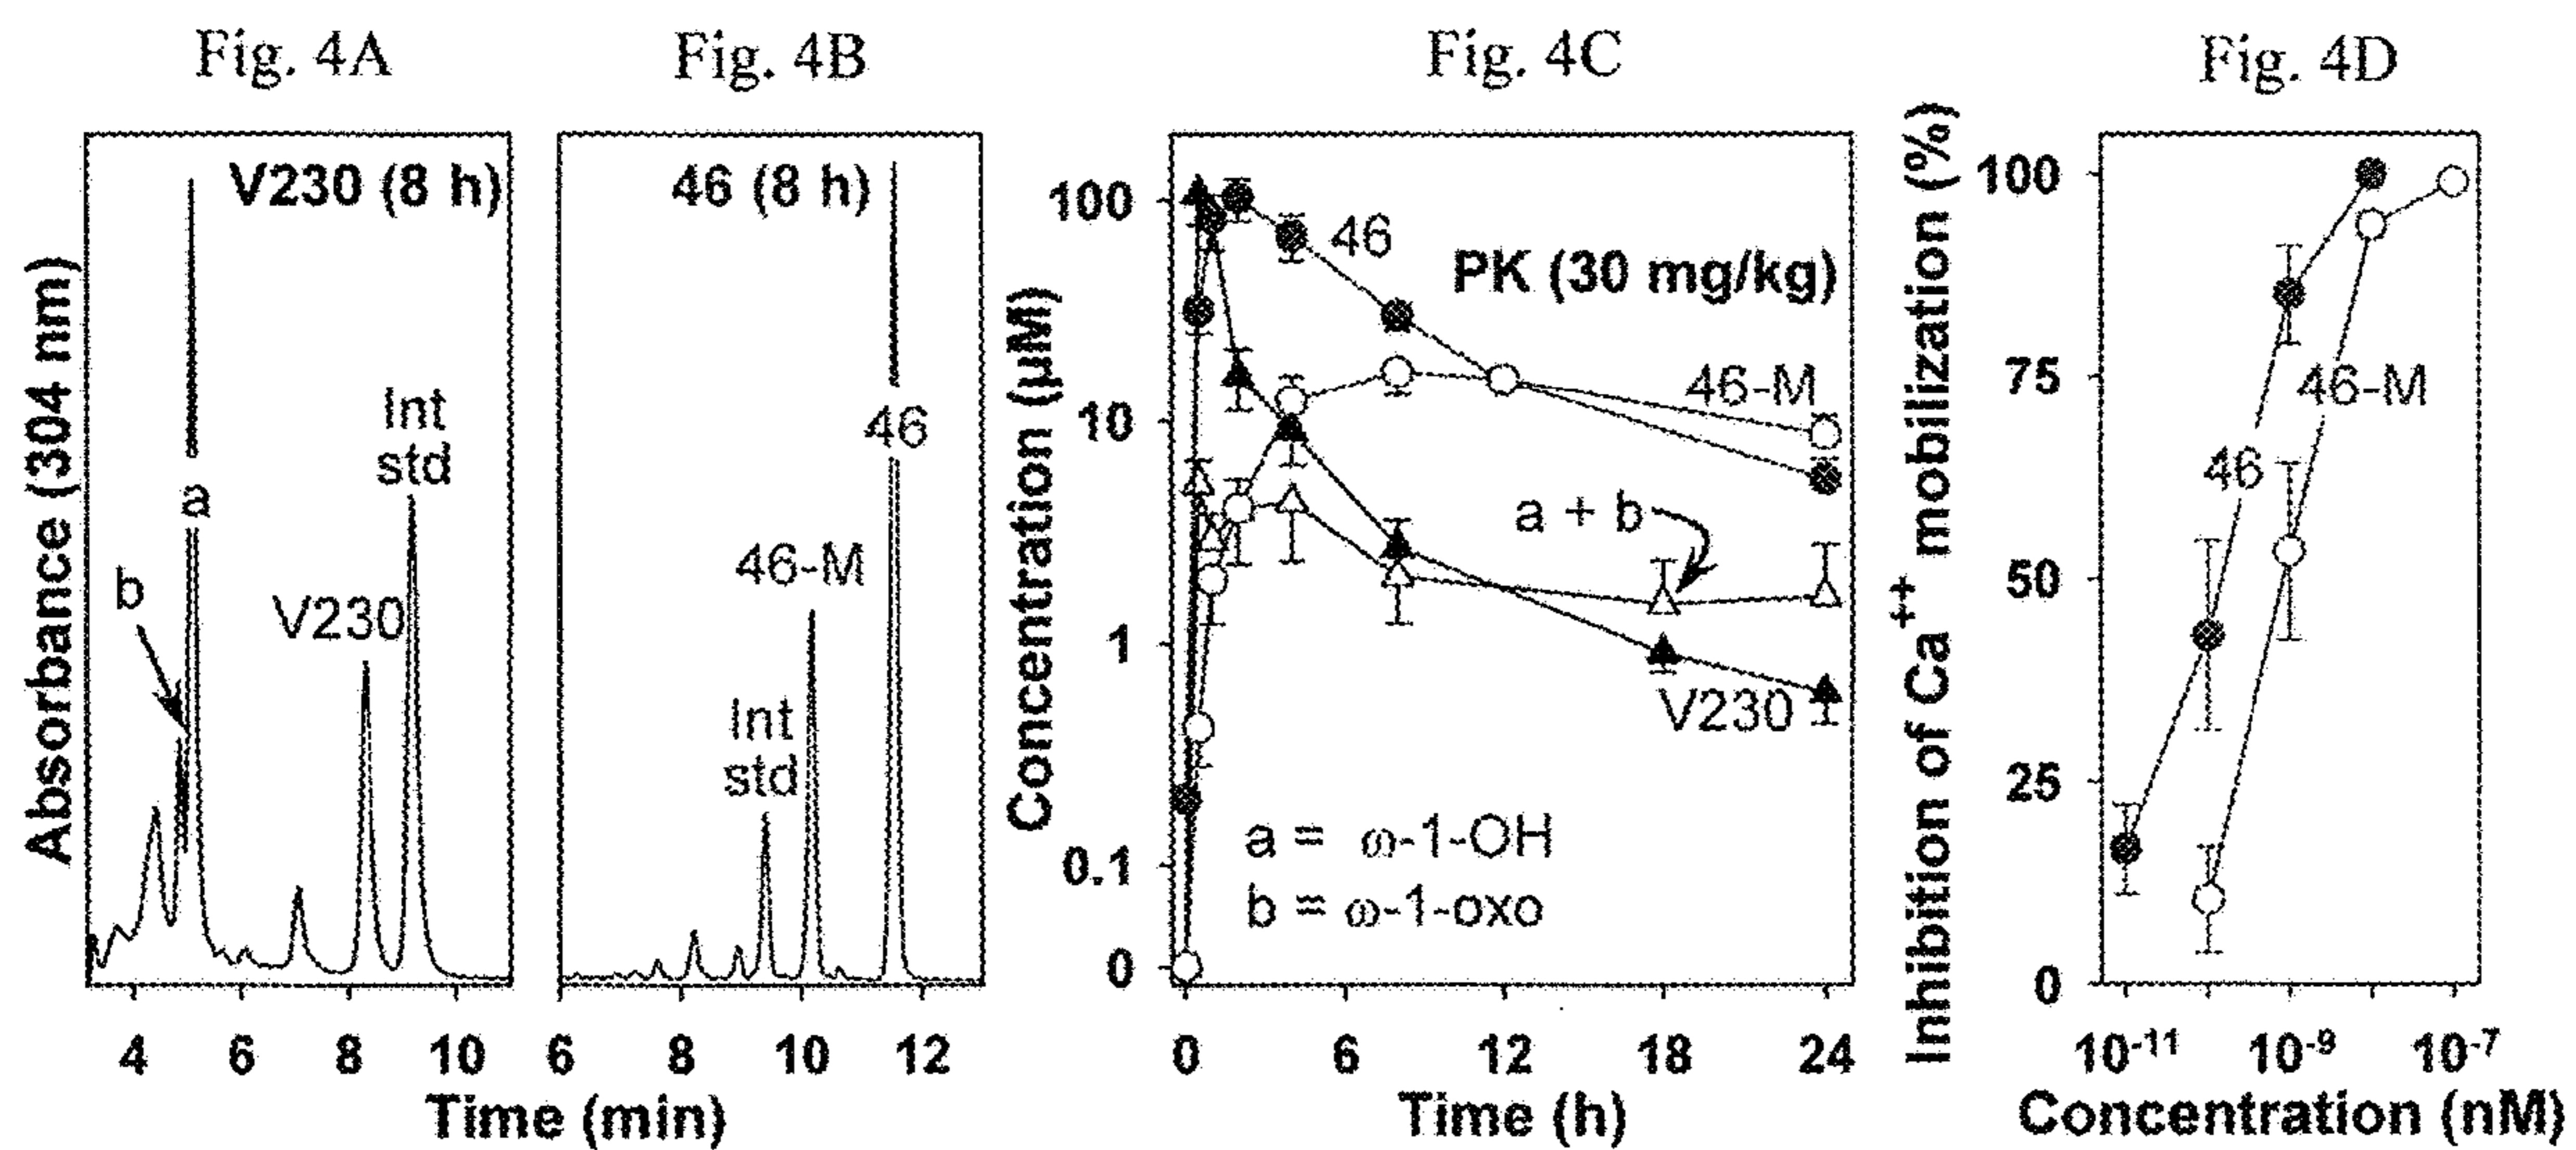 Fig. 4A
Fig. 4B
Fig. 4C
Fig. 4D
Absorbance (304 nm)
V230 (8 h)
a
b
V230
Int
std
4
6
8
10
46 (8 h)
46
46-M
Int
std
6
8
10
12
Time (min)
Concentration (µM)
100
10
1
0.1
0
46
PK (30 mg/kg)
46-M
a + b
V230
a = ω-1-OH
b = ω-1-oxo
0
6
12
18
24
Time (h)
Inhibition of Ca++ mobilization (%)
100
75
50
25
0
46
46-M
10-11
10-9
10-7
Concentration (nM)